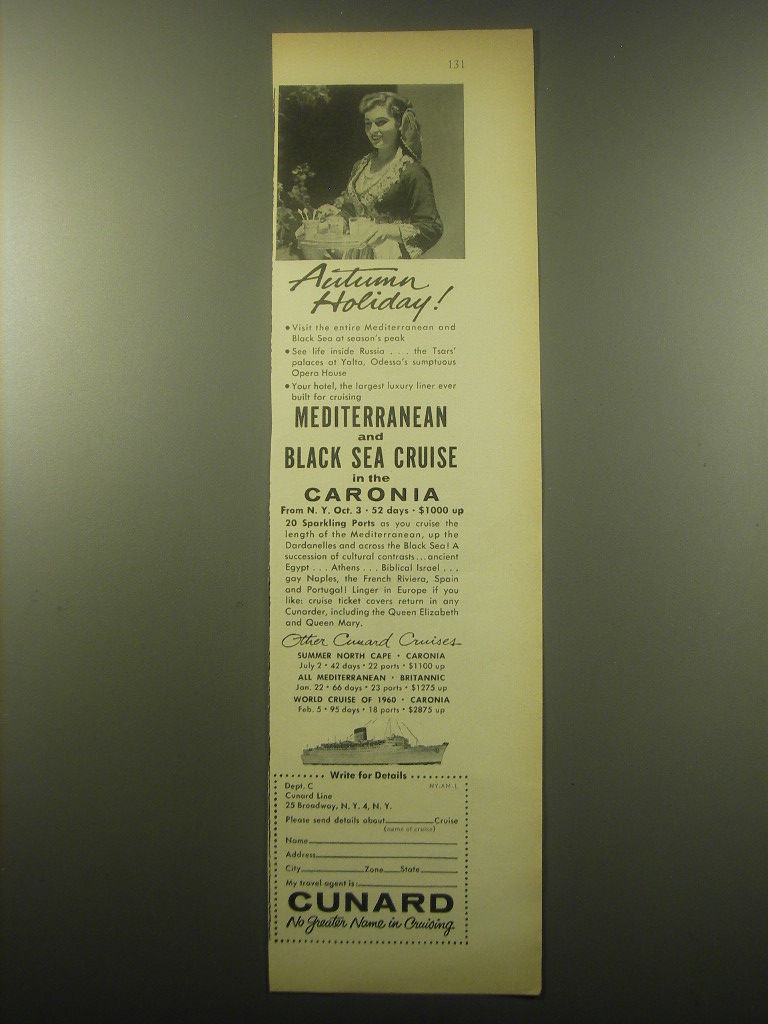 131
Autumn
Holiday!
• Visit the entire Mediterranean and
Black Sea at season's peak
• See life inside Russia . . . the Tsars'
palaces at Yalta, Odessa's sumptuous
Opera House
• Your hotel, the largest luxury liner ever
built for cruising
MEDITERRANEAN
and
BLACK SEA CRUISE
in the
CARONIA
From N. Y. Oct. 3 • 52 days • $1000 up
20 Sparkling Ports as you cruise the
length of the Mediterranean, up the
Dardanelles and across the Black Sea! A
succession of cultural contrasts... ancient
Egypt . . . Athens . . . Biblical Israel . . .
gay Naples, the French Riviera, Spain
and Portugal! Linger in Europe if you
like: cruise ticket covers return in any
Cunarder, including the Queen Elizabeth
and Queen Mary.
Other Cunard Cruises
SUMMER NORTH CAPE • CARONIA
July 2 • 42 days • 22 ports • $1100 up
ALL MEDITERRANEAN • BRITANNIC
Jan. 22 • 66 days • 23 ports • $1275 up
WORLD CRUISE OF 1960 • CARONIA
Feb. 5 • 95 days • 18 ports • $2875 up
Write for Details
Dept. C
Cunard Line
25 Broadway, N. Y. 4, N. Y.
Please send details about Cruise
(name of cruise)
Name
Address
City Zone State
My travel agent is:
CUNARD
No Greater Name in Cruising